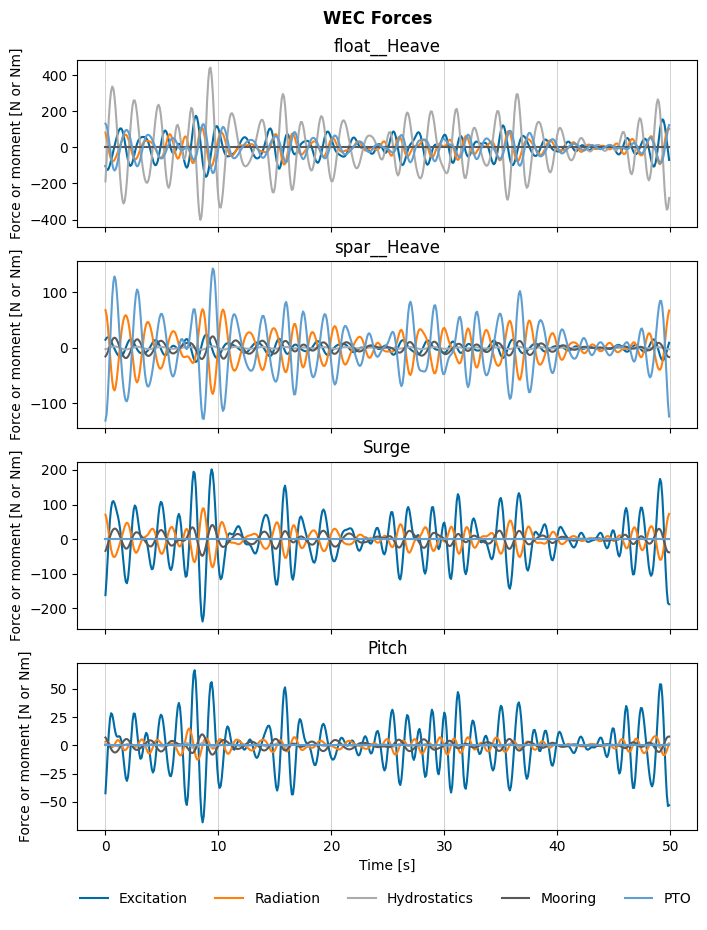 WEC Forces
float__Heave
Force or moment [N or Nm]
400
200
0
−200
−400
spar__Heave
Force or moment [N or Nm]
100
0
−100
Surge
Force or moment [N or Nm]
200
100
0
−100
−200
Pitch
Force or moment [N or Nm]
50
25
0
−25
−50
0 10 20 30 40 50
Time [s]
Excitation Radiation Hydrostatics Mooring PTO